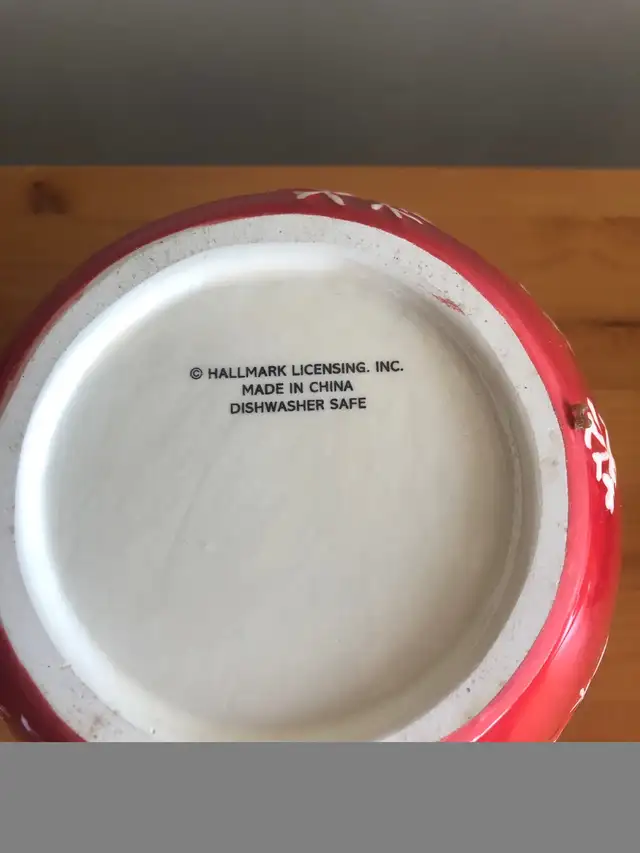 © HALLMARK LICENSING. INC.
MADE IN CHINA
DISHWASHER SAFE